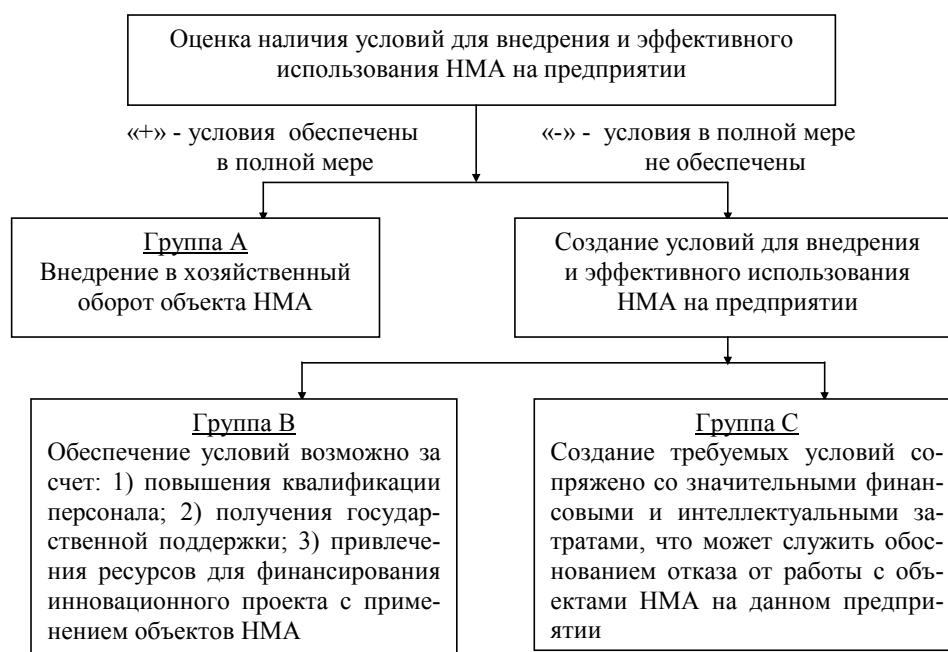 Оценка наличия условий для внедрения и эффективного
использования НМА на предприятии
«+» - условия обеспечены
в полной мере
«-» - условия в полной мере
не обеспечены
Группа А
Внедрение в хозяйственный
оборот объекта НМА
Создание условий для внедрения
и эффективного использования
НМА на предприятии
Группа В
Обеспечение условий возможно за
счет: 1) повышения квалификации
персонала; 2) получения государ-
ственной поддержки; 3) привлече-
ния ресурсов для финансирования
инновационного проекта с приме-
нением объектов НМА
Группа С
Создание требуемых условий со-
пряжено со значительными финан-
совыми и интеллектуальными за-
тратами, что может служить обос-
нованием отказа от работы с объ-
ектами НМА на данном предпри-
ятии